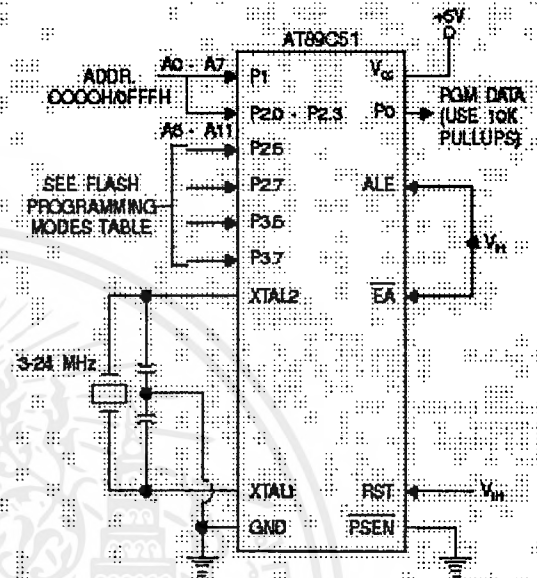 +5V
AT89C51
A0 - A7
ADDR.
0000H/0FFFH
P1
VCC
PGM DATA
(USE 10K
PULLUPS)
P2.0 - P2.3
P0
A8 - A11
P2.6
P2.7
ALE
SEE FLASH
PROGRAMMING
MODES TABLE
P3.6
VIH
P3.7
XTAL2
EA
3-24 MHz
XTAL1
RST
VIH
GND
PSEN